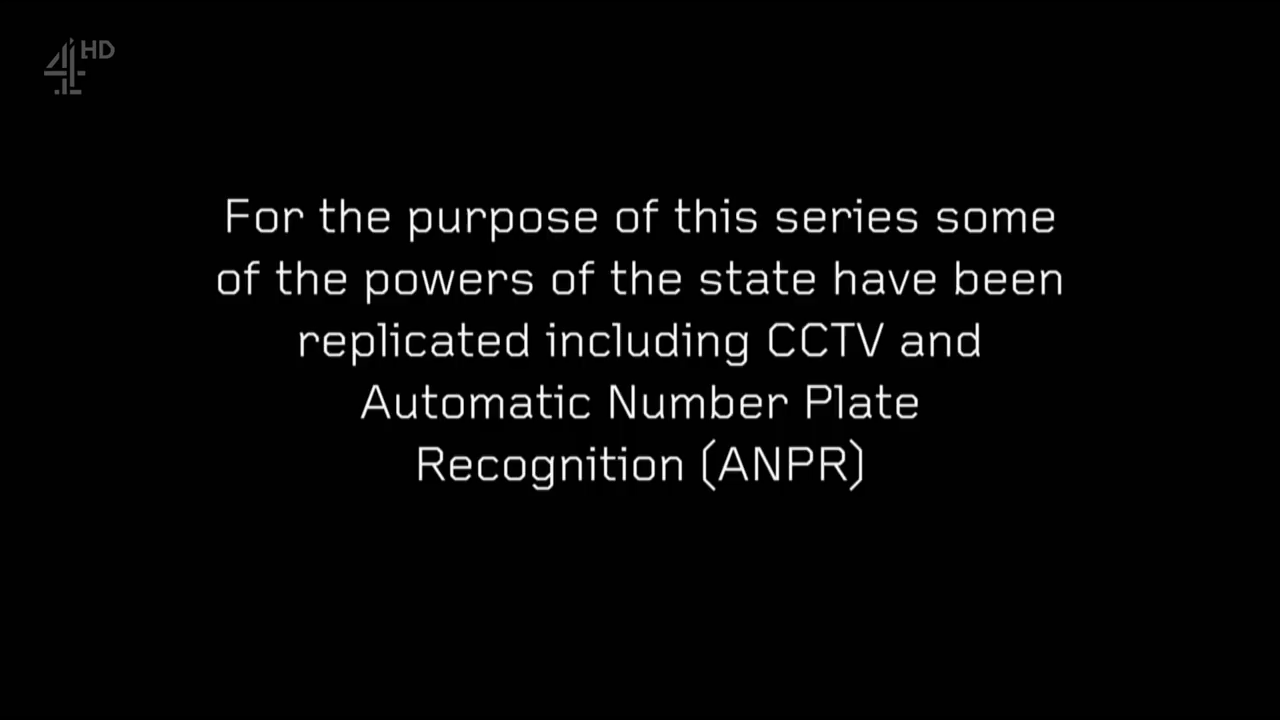 4HD
For the purpose of this series some
of the powers of the state have been
replicated including CCTV and
Automatic Number Plate
Recognition (ANPR)